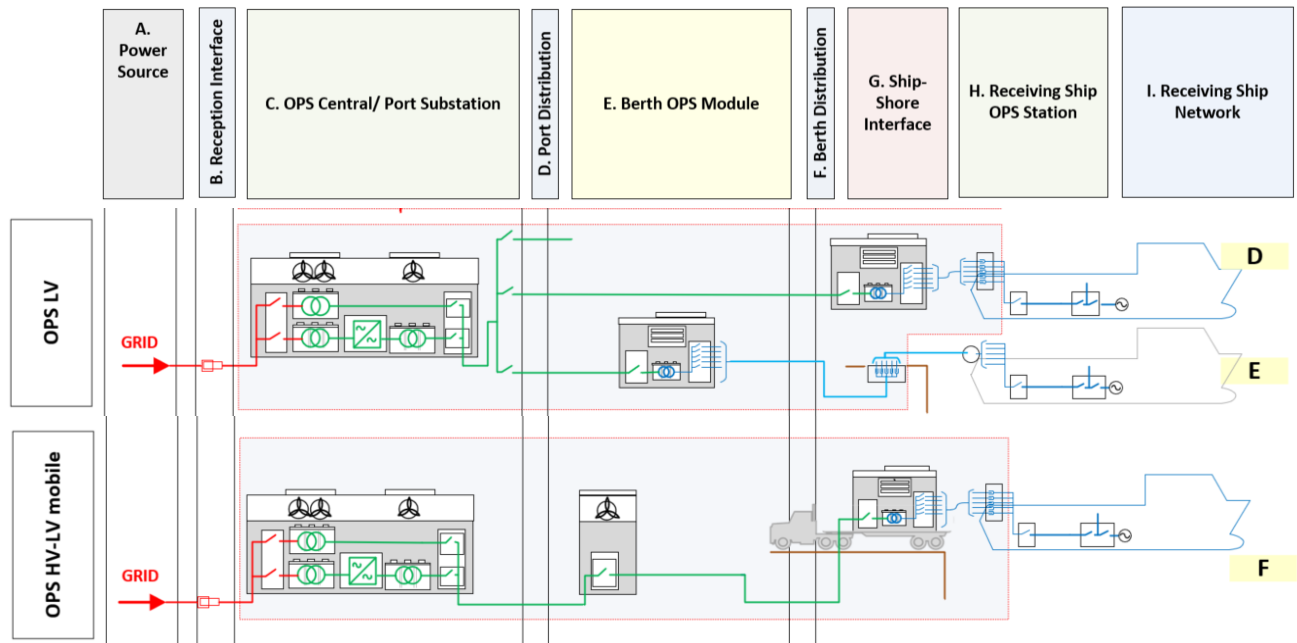 A.
Power
Source
B. Reception Interface
C. OPS Central/ Port Substation
D. Port Distribution
E. Berth OPS Module
F. Berth Distribution
G. Ship-
Shore
Interface
H. Receiving Ship
OPS Station
I. Receiving Ship
Network
OPS LV
GRID
D
E
OPS HV-LV mobile
GRID
F